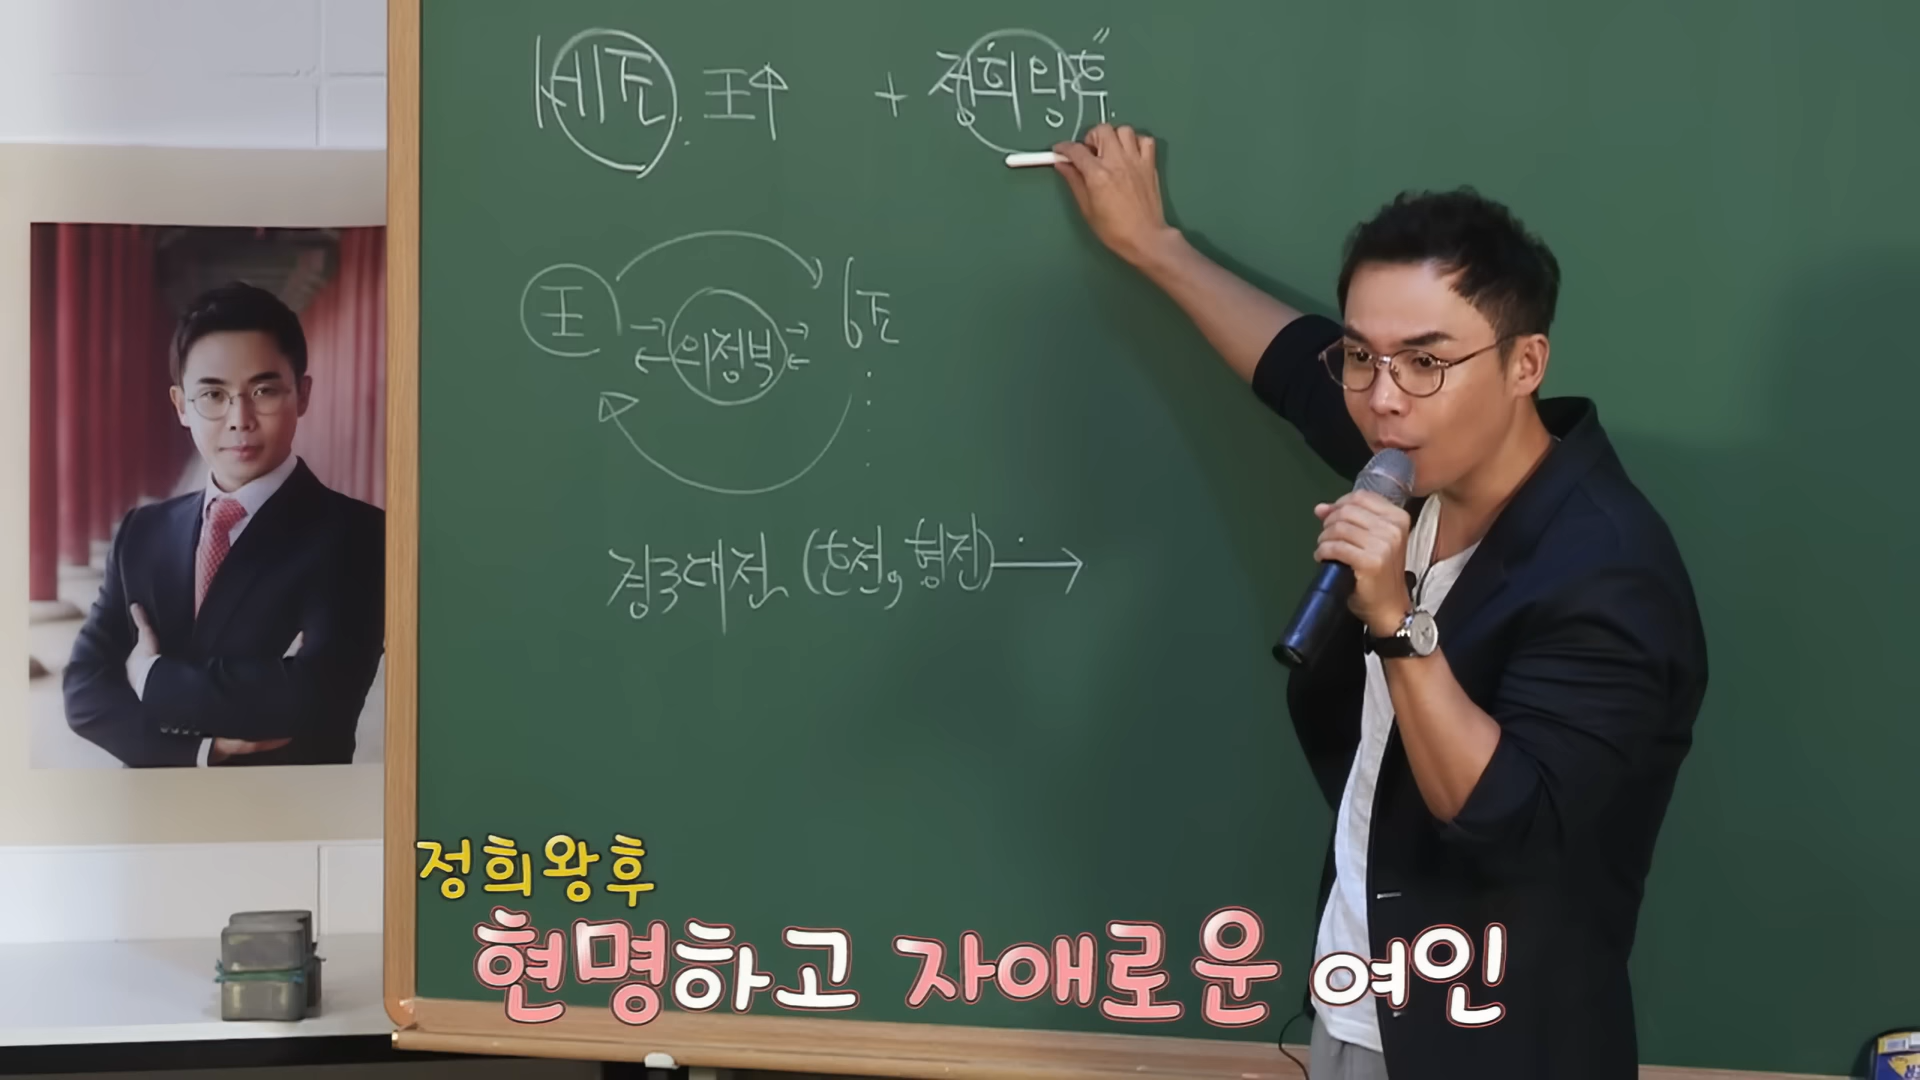 세조. 王↑ + 정희왕후"
王 의정부 6조
경국대전 (호전, 형전) →
정희왕후
현명하고 자애로운 여인